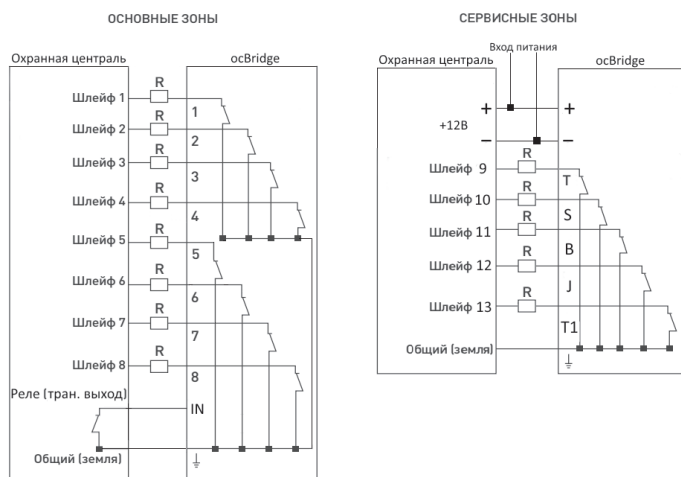 ОСНОВНЫЕ ЗОНЫ
Охранная централь
ocBridge
Шлейф 1
R
1
Шлейф 2
R
2
Шлейф 3
R
3
Шлейф 4
R
4
Шлейф 5
R
5
Шлейф 6
R
6
Шлейф 7
R
7
Шлейф 8
R
8
Реле (тран. выход)
IN
Общий (земля)
СЕРВИСНЫЕ ЗОНЫ
Вход питания
Охранная централь
ocBridge
+ +
+12В
− −
Шлейф 9
R
T
Шлейф 10
R
S
Шлейф 11
R
B
Шлейф 12
R
J
Шлейф 13
R
T1
Общий (земля)